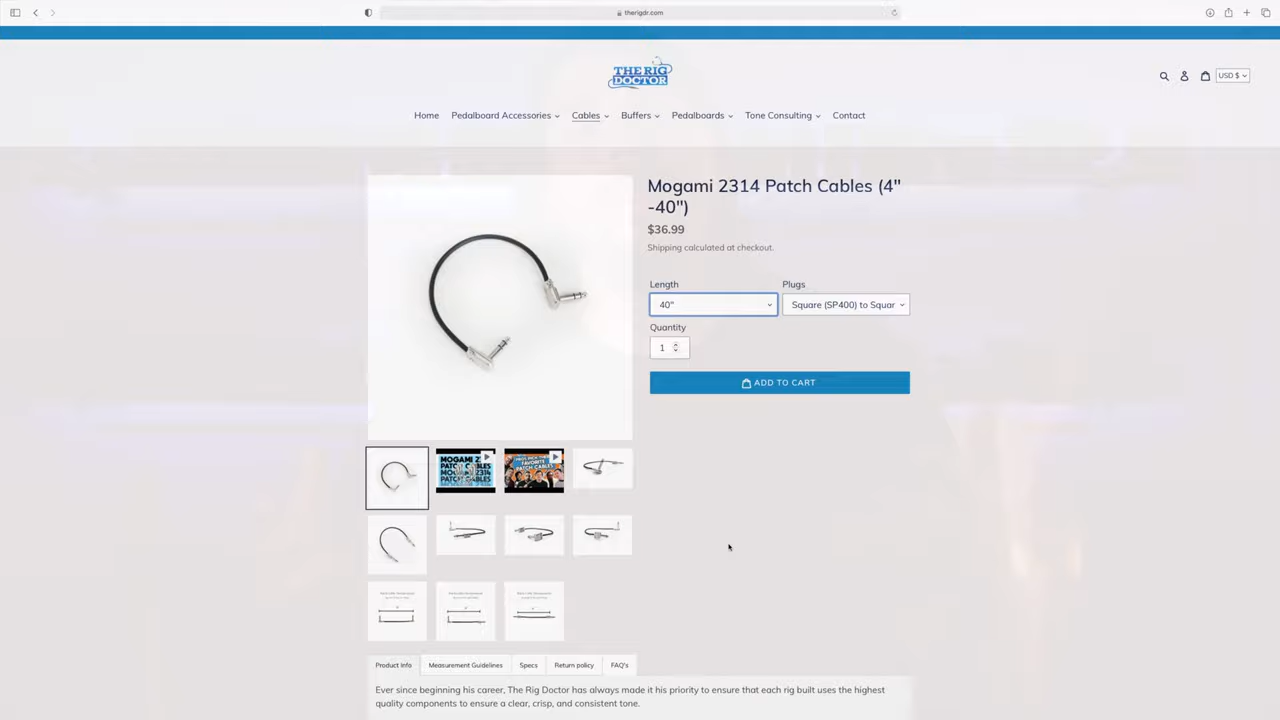 therigdr.com
THE RIG
DOCTOR
USD $
Home Pedalboard Accessories Cables Buffers Pedalboards Tone Consulting Contact
Mogami 2314 Patch Cables (4"
-40")
$36.99
Shipping calculated at checkout.
Length Plugs
40" Square (SP400) to Squar
Quantity
1
ADD TO CART
MOGAMI 2314
Product Info Measurement Guidelines Specs Return policy FAQ's
Ever since beginning his career, The Rig Doctor has always made it his priority to ensure that each rig built uses the highest
quality components to ensure a clear, crisp, and consistent tone.